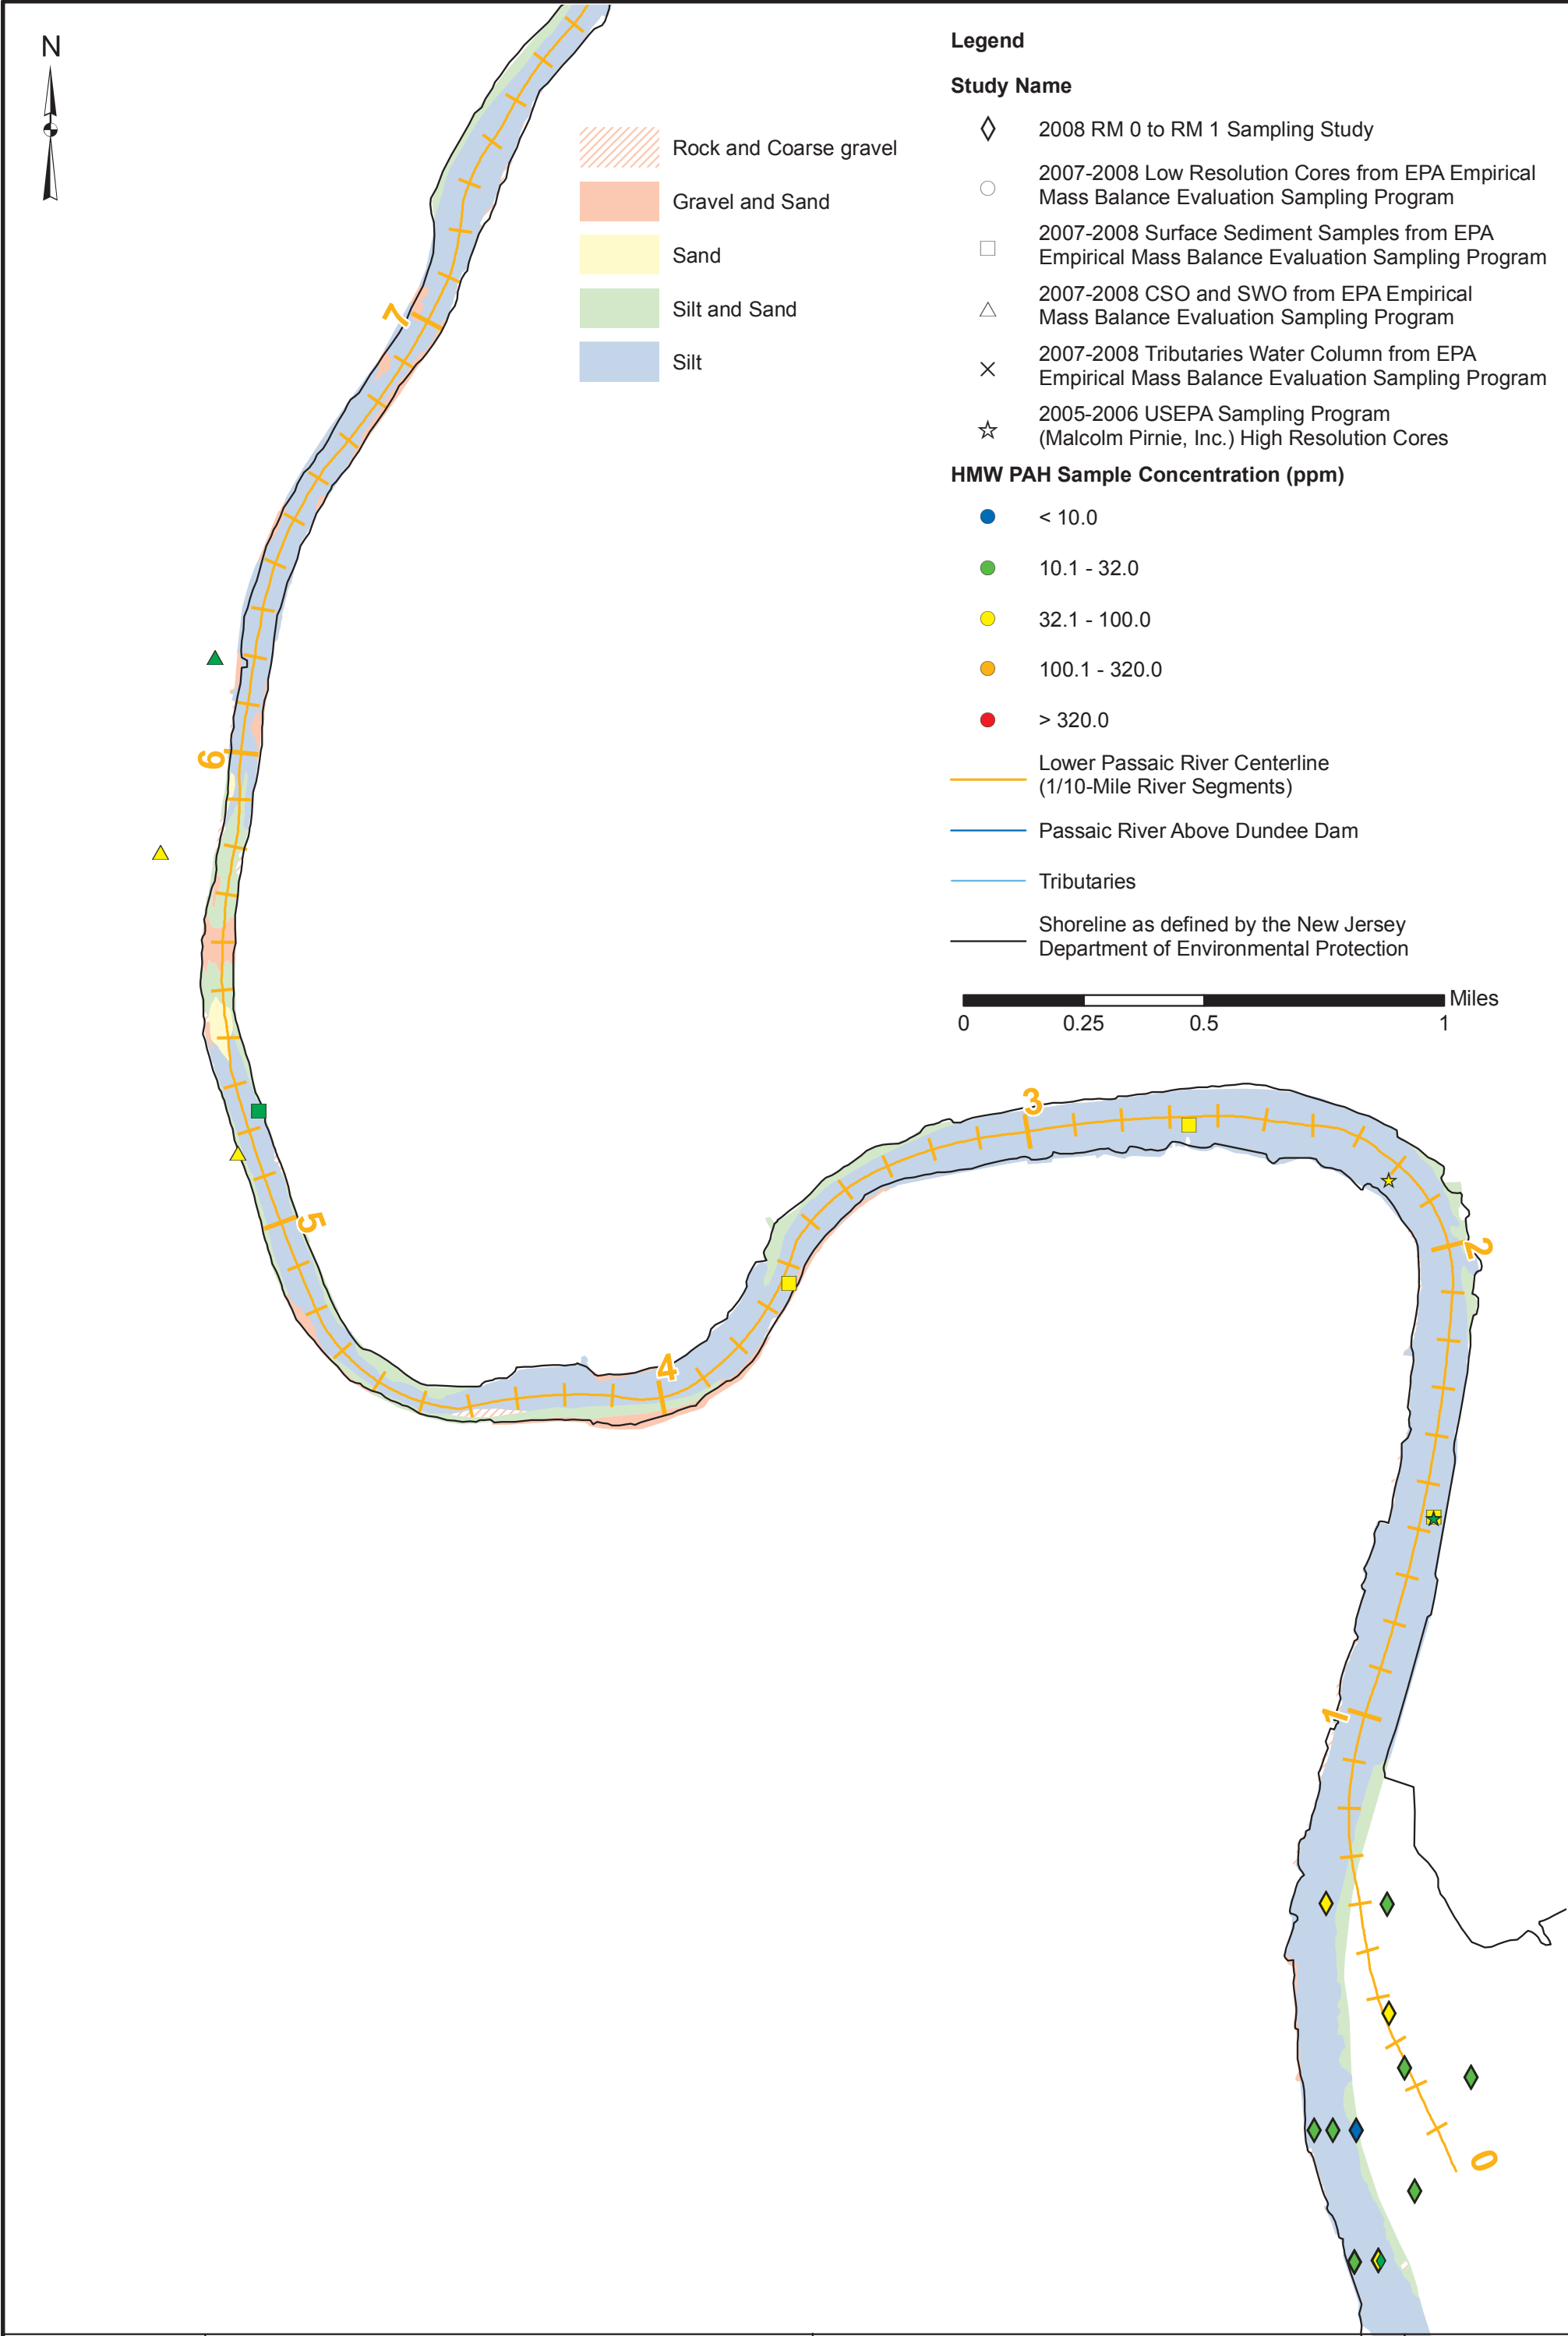 N
Legend
Study Name
2008 RM 0 to RM 1 Sampling Study
2007-2008 Low Resolution Cores from EPA Empirical
Mass Balance Evaluation Sampling Program
2007-2008 Surface Sediment Samples from EPA
Empirical Mass Balance Evaluation Sampling Program
2007-2008 CSO and SWO from EPA Empirical
Mass Balance Evaluation Sampling Program
2007-2008 Tributaries Water Column from EPA
Empirical Mass Balance Evaluation Sampling Program
2005-2006 USEPA Sampling Program
(Malcolm Pirnie, Inc.) High Resolution Cores
HMW PAH Sample Concentration (ppm)
< 10.0
10.1 - 32.0
32.1 - 100.0
100.1 - 320.0
> 320.0
Lower Passaic River Centerline
(1/10-Mile River Segments)
Passaic River Above Dundee Dam
Tributaries
Shoreline as defined by the New Jersey
Department of Environmental Protection
Miles
0 0.25 0.5 1
Rock and Coarse gravel
Gravel and Sand
Sand
Silt and Sand
Silt
7
6
5
4
3
2
1
0